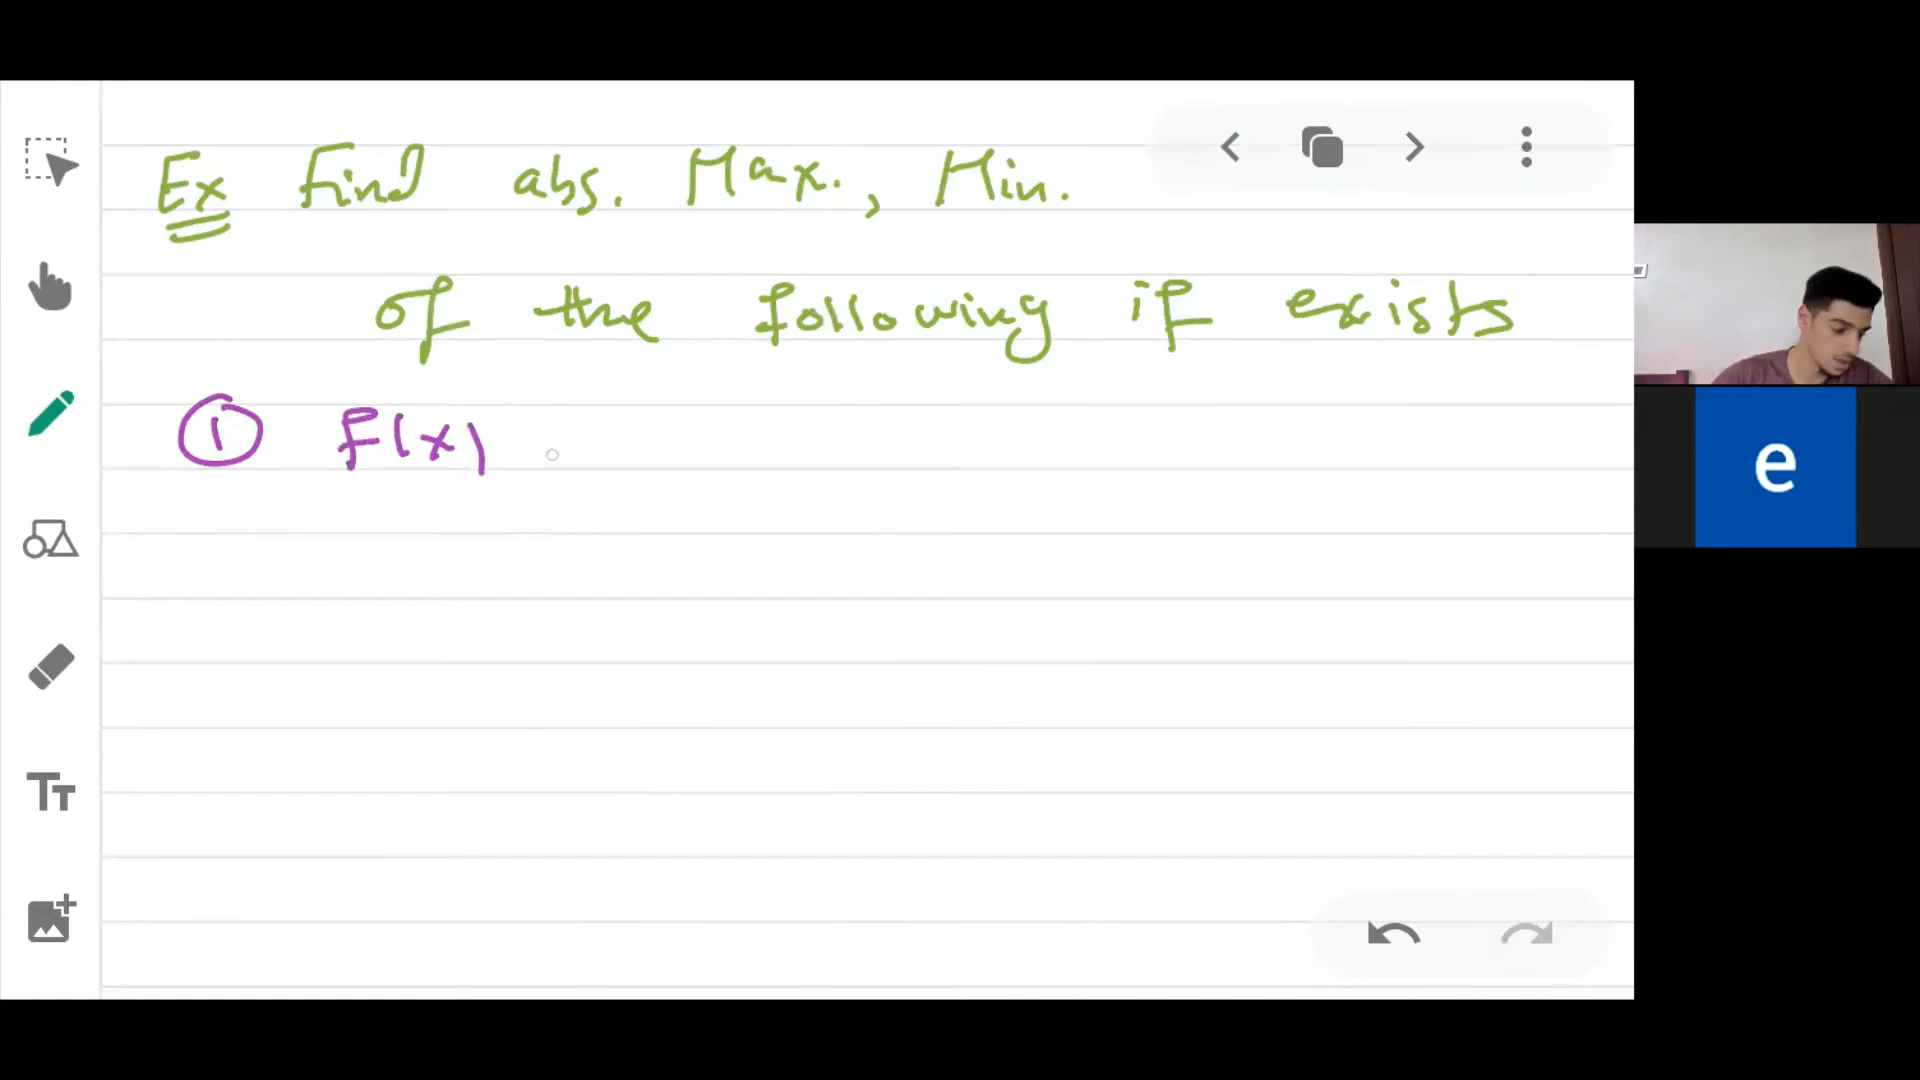 Ex Find abs. Max., Min.
of the following if exists
① f(x)
e